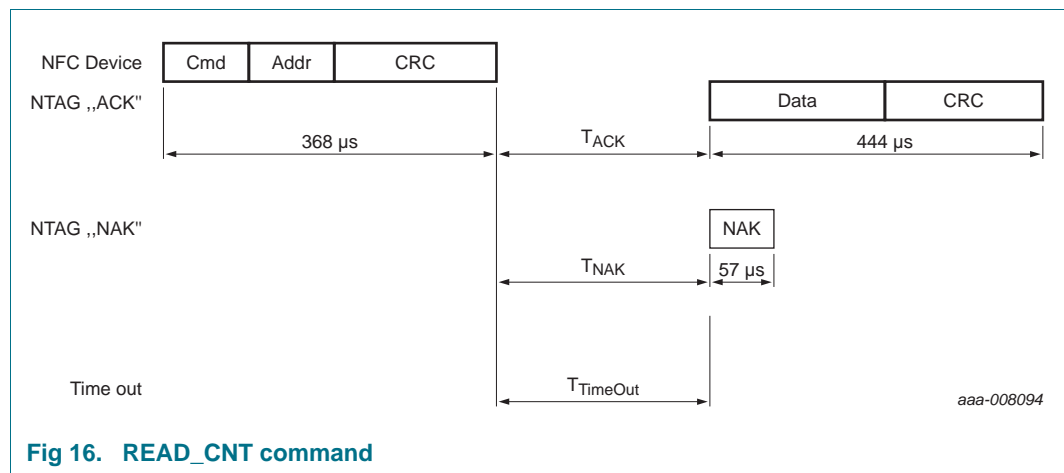 NFC Device Cmd Addr CRC
NTAG ,,ACK" Data CRC
368 µs TACK 444 µs
NTAG ,,NAK" NAK
TNAK 57 µs
Time out TTimeOut aaa-008094
Fig 16. READ_CNT command